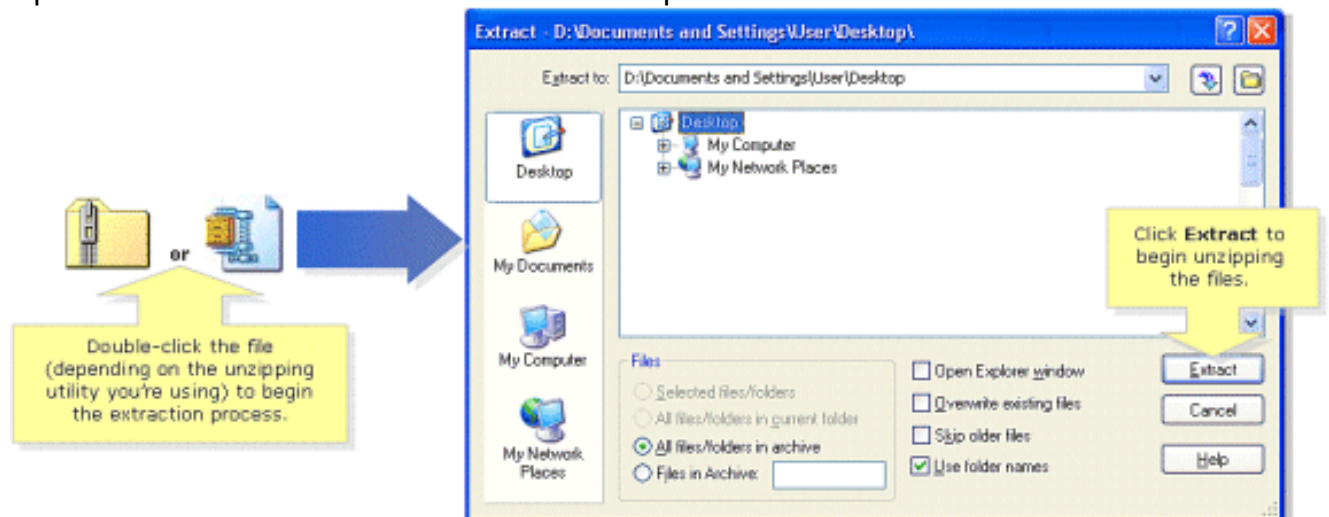 Extract - D:\Documents and Settings\User\Desktop\
Extract to: D:\Documents and Settings\User\Desktop
Desktop
My Computer
My Network Places
Desktop
My Documents
My Computer
My Network
Places
or
Double-click the file
(depending on the unzipping
utility you're using) to begin
the extraction process.
Click Extract to
begin unzipping
the files.
Files
Selected files/folders
All files/folders in current folder
All files/folders in archive
Files in Archive:
Open Explorer window
Overwrite existing files
Skip older files
Use folder names
Extract
Cancel
Help